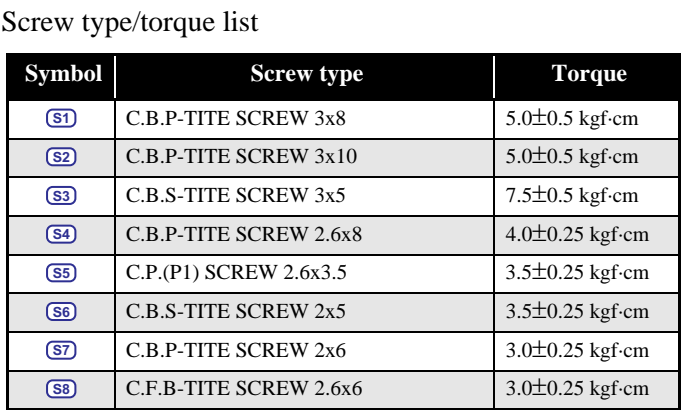 Screw type/torque list
Symbol Screw type Torque
S1 C.B.P-TITE SCREW 3x8 5.0±0.5 kgf·cm
S2 C.B.P-TITE SCREW 3x10 5.0±0.5 kgf·cm
S3 C.B.S-TITE SCREW 3x5 7.5±0.5 kgf·cm
S4 C.B.P-TITE SCREW 2.6x8 4.0±0.25 kgf·cm
S5 C.P.(P1) SCREW 2.6x3.5 3.5±0.25 kgf·cm
S6 C.B.S-TITE SCREW 2x5 3.5±0.25 kgf·cm
S7 C.B.P-TITE SCREW 2x6 3.0±0.25 kgf·cm
S8 C.F.B-TITE SCREW 2.6x6 3.0±0.25 kgf·cm